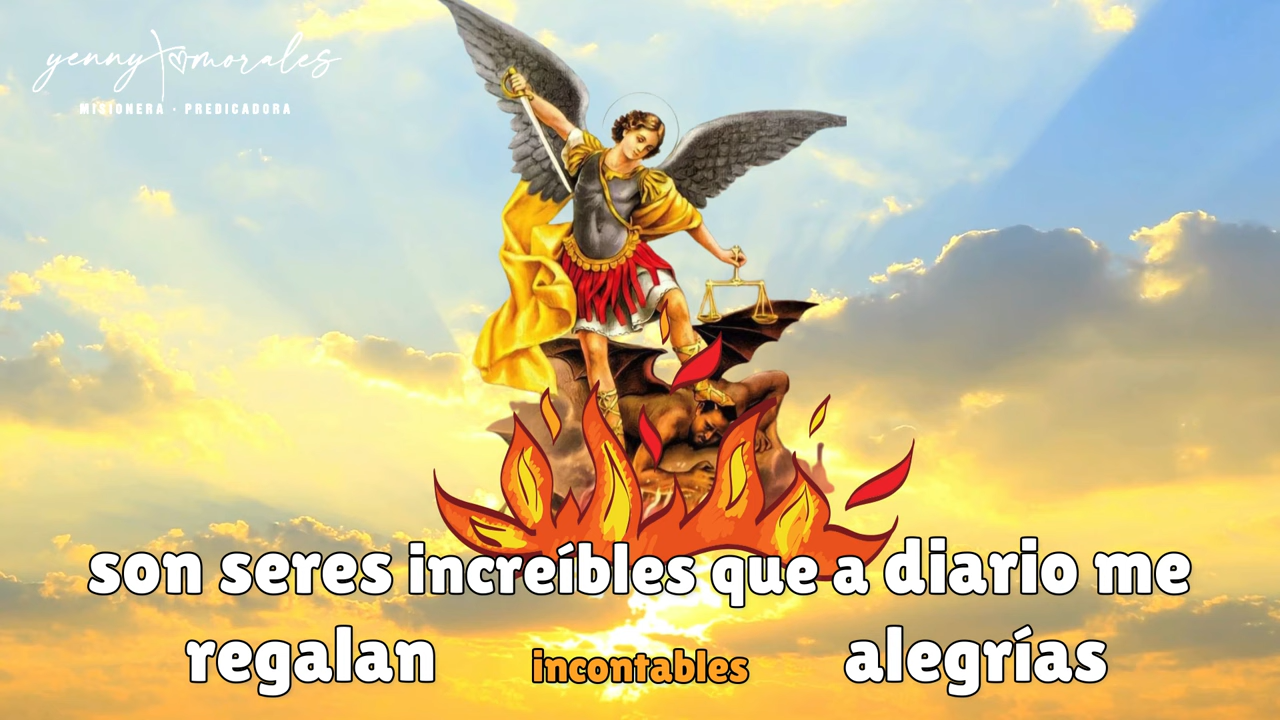 yenny morales
MISIONERA • PREDICADORA
son seres increíbles que a diario me
regalan incontables alegrías